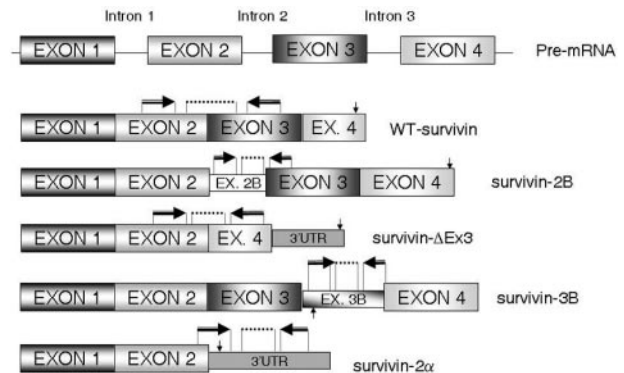 Intron 1 Intron 2 Intron 3
EXON 1 EXON 2 EXON 3 EXON 4 Pre-mRNA
EXON 1 EXON 2 EXON 3 EX. 4 WT-survivin
EXON 1 EXON 2 EX. 2B EXON 3 EXON 4 survivin-2B
EXON 1 EXON 2 EX. 4 3'UTR survivin-ΔEx3
EXON 1 EXON 2 EXON 3 EX. 3B EXON 4 survivin-3B
EXON 1 EXON 2 3'UTR survivin-2α